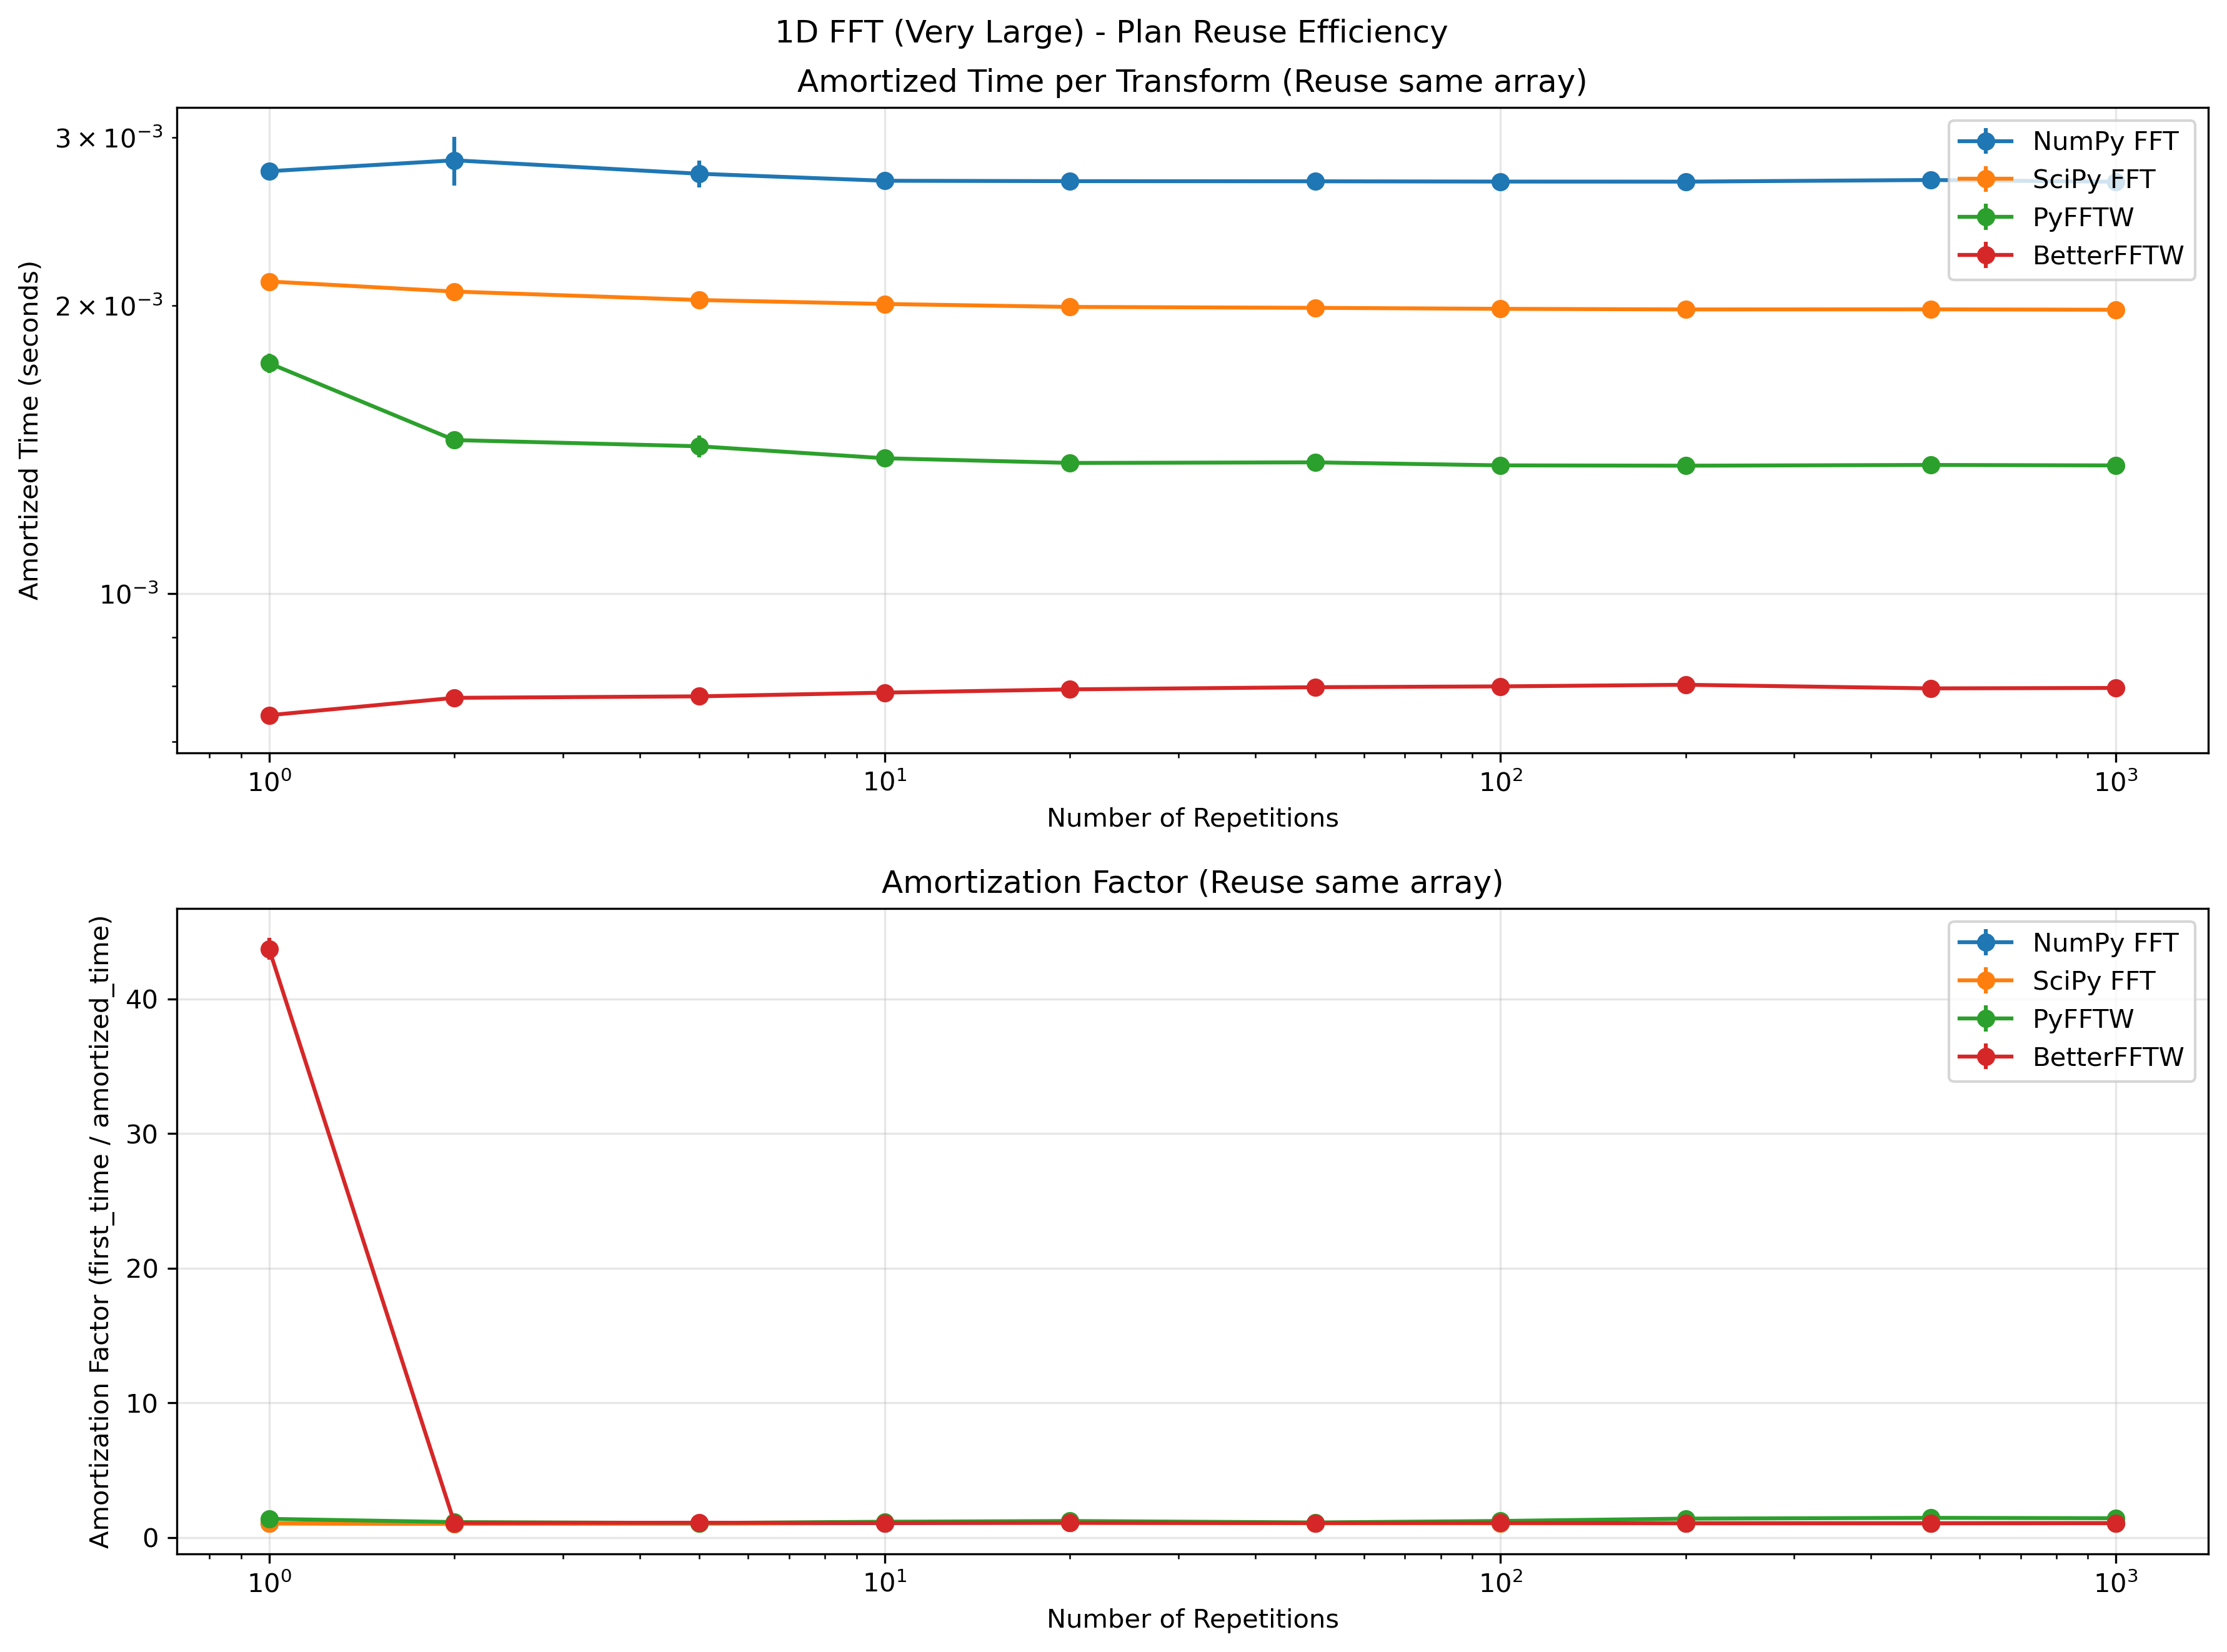 1D FFT (Very Large) - Plan Reuse Efficiency
Amortized Time per Transform (Reuse same array)
Amortized Time (seconds)
3 × 10⁻³
2 × 10⁻³
10⁻³
NumPy FFT
SciPy FFT
PyFFTW
BetterFFTW
10⁰ 10¹ 10² 10³
Number of Repetitions
Amortization Factor (Reuse same array)
Amortization Factor (first_time / amortized_time)
40
30
20
10
0
NumPy FFT
SciPy FFT
PyFFTW
BetterFFTW
10⁰ 10¹ 10² 10³
Number of Repetitions